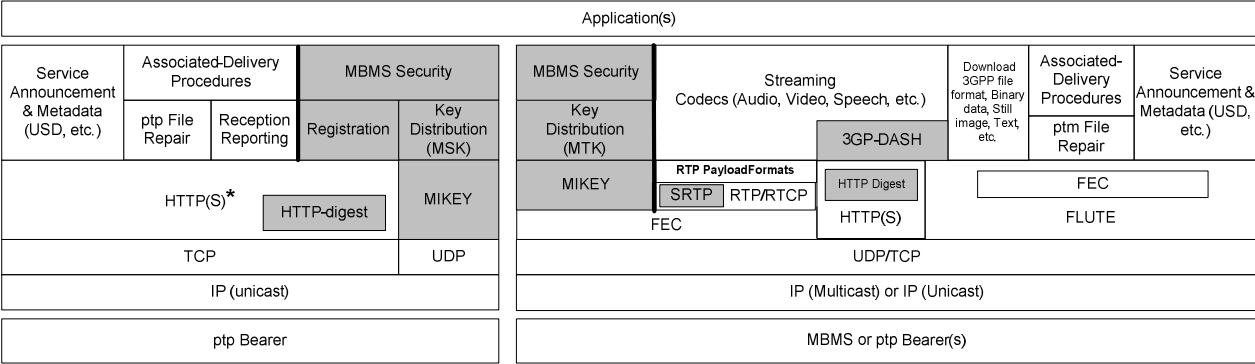 Application(s)
Service
Announcement
& Metadata
(USD, etc.)
Associated-Delivery
Procedures
ptp File
Repair
Reception
Reporting
MBMS Security
Registration
Key
Distribution
(MSK)
HTTP(S)*
HTTP-digest
MIKEY
TCP
UDP
IP (unicast)
ptp Bearer
MBMS Security
Key
Distribution
(MTK)
MIKEY
Streaming
Codecs (Audio, Video, Speech, etc.)
3GP-DASH
RTP PayloadFormats
SRTP
RTP/RTCP
FEC
HTTP Digest
HTTP(S)
Download
3GPP file
format, Binary
data, Still
image, Text,
etc.
Associated-
Delivery
Procedures
ptm File
Repair
Service
Announcement &
Metadata (USD,
etc.)
FEC
FLUTE
UDP/TCP
IP (Multicast) or IP (Unicast)
MBMS or ptp Bearer(s)